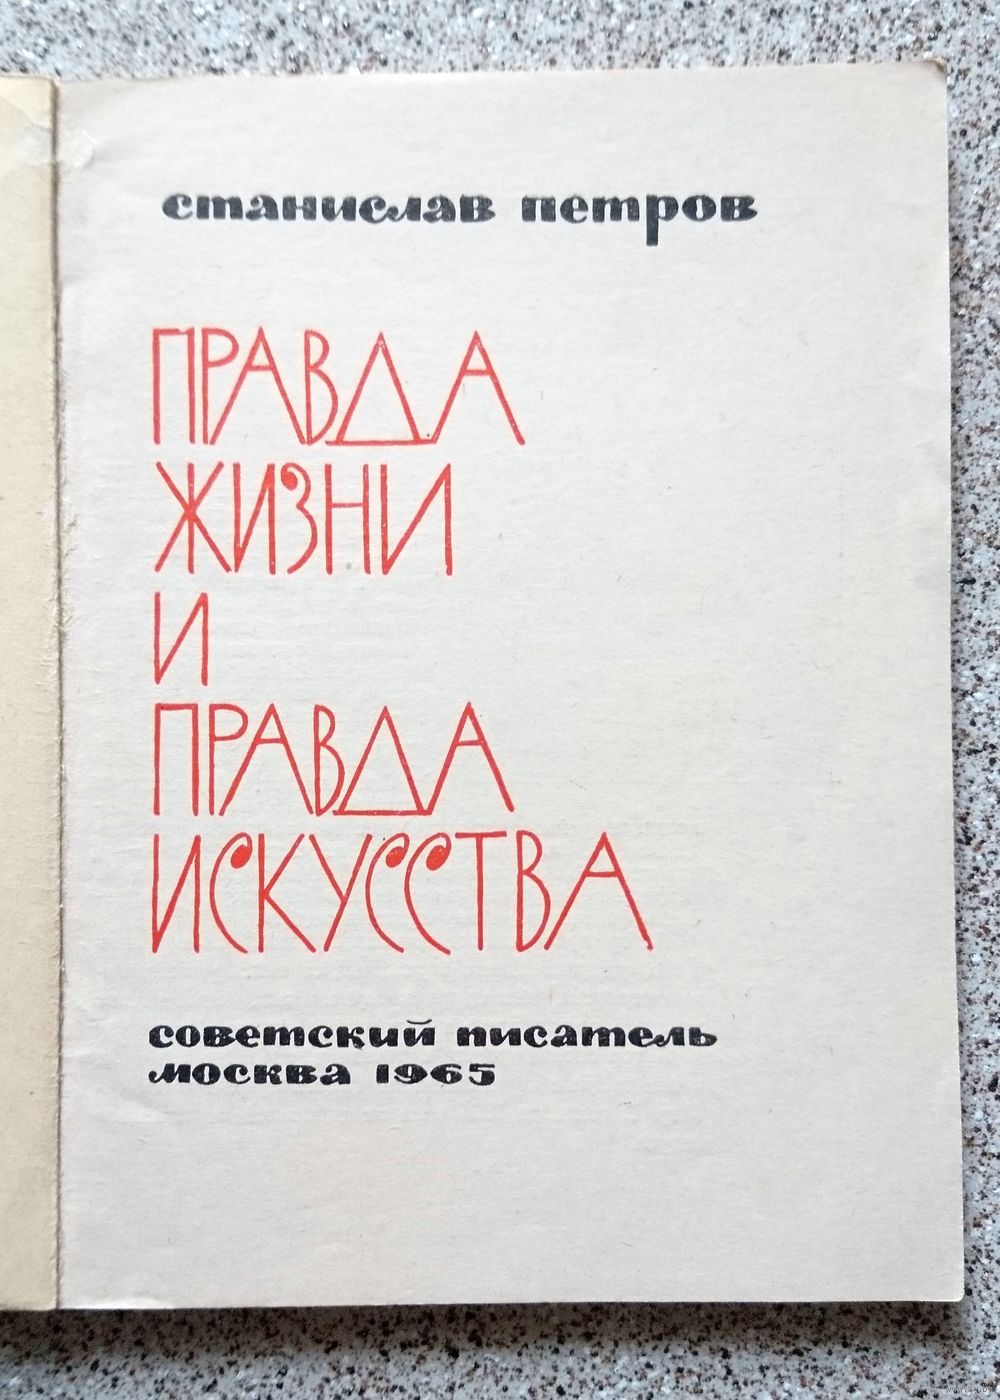 станислав петров
ПРАВДА
ЖИЗНИ
И
ПРАВДА
ИСКУССТВА
советский писатель
москва 1965